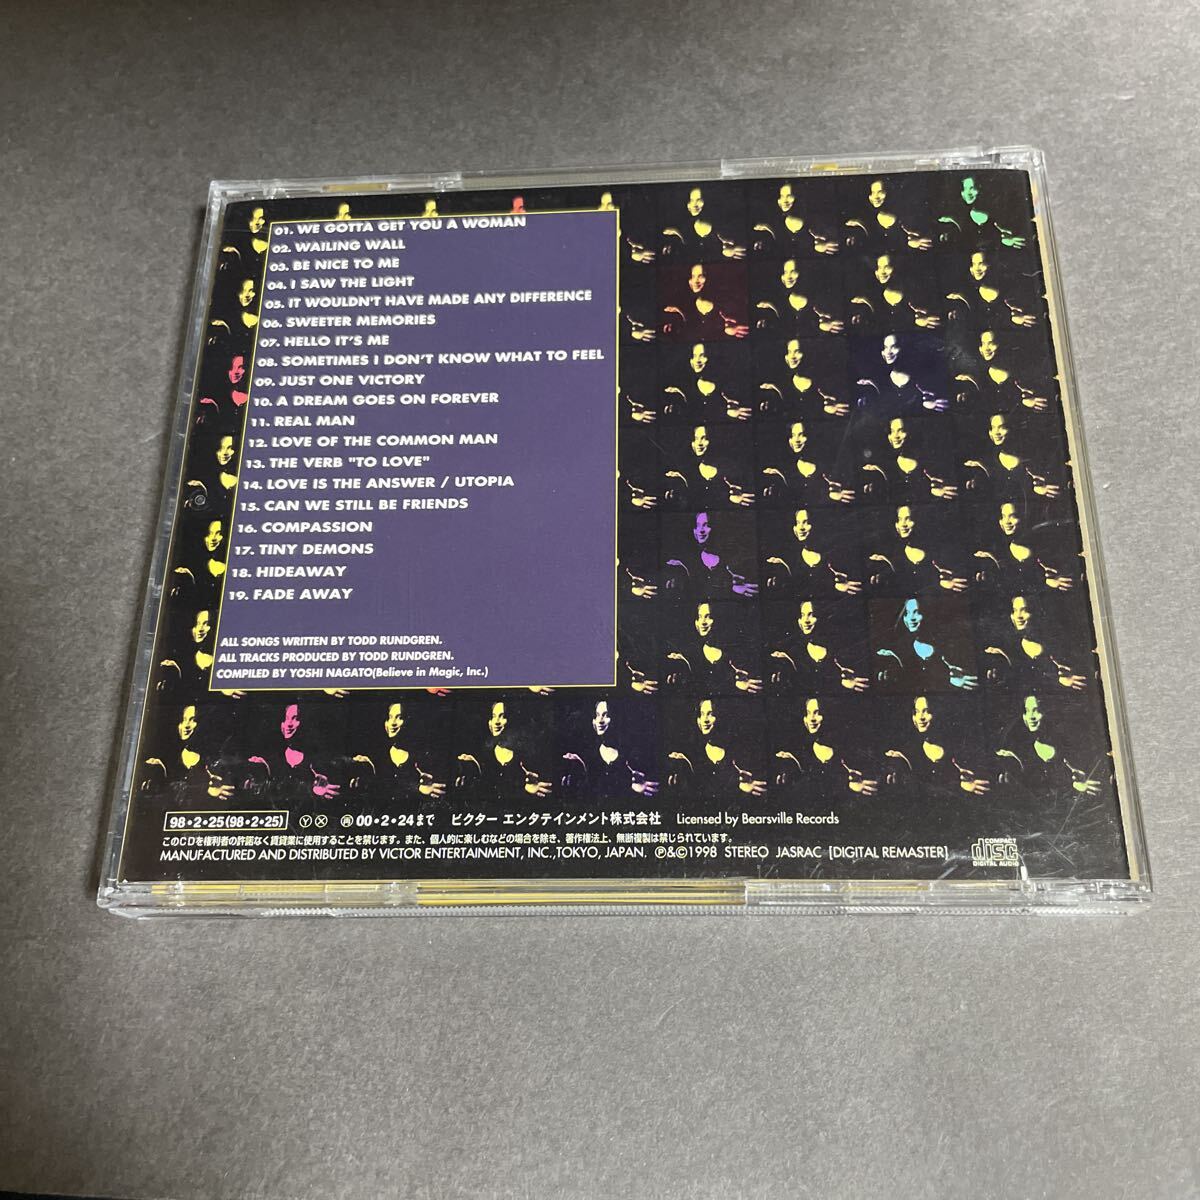 01. WE GOTTA GET YOU A WOMAN
02. WAILING WALL
03. BE NICE TO ME
04. I SAW THE LIGHT
05. IT WOULDN'T HAVE MADE ANY DIFFERENCE
06. SWEETER MEMORIES
07. HELLO IT'S ME
08. SOMETIMES I DON'T KNOW WHAT TO FEEL
09. JUST ONE VICTORY
10. A DREAM GOES ON FOREVER
11. REAL MAN
12. LOVE OF THE COMMON MAN
13. THE VERB "TO LOVE"
14. LOVE IS THE ANSWER / UTOPIA
15. CAN WE STILL BE FRIENDS
16. COMPASSION
17. TINY DEMONS
18. HIDEAWAY
19. FADE AWAY
ALL SONGS WRITTEN BY TODD RUNDGREN.
ALL TRACKS PRODUCED BY TODD RUNDGREN.
COMPILED BY YOSHI NAGATO(Believe in Magic, Inc.)
98・2・25(98・2・25) Ⓨ Ⓧ 再 00・2・24まで ビクター エンタテインメント株式会社 Licensed by Bearsville Records
このCDを権利者の許諾なく賃貸業に使用することを禁じます。また、個人的に楽しむなどの場合を除き、著作権法上、無断複製は禁じられています。
MANUFACTURED AND DISTRIBUTED BY VICTOR ENTERTAINMENT, INC.,TOKYO, JAPAN. ℗&©1998 STEREO JASRAC [DIGITAL REMASTER]
COMPACT
disc
DIGITAL AUDIO